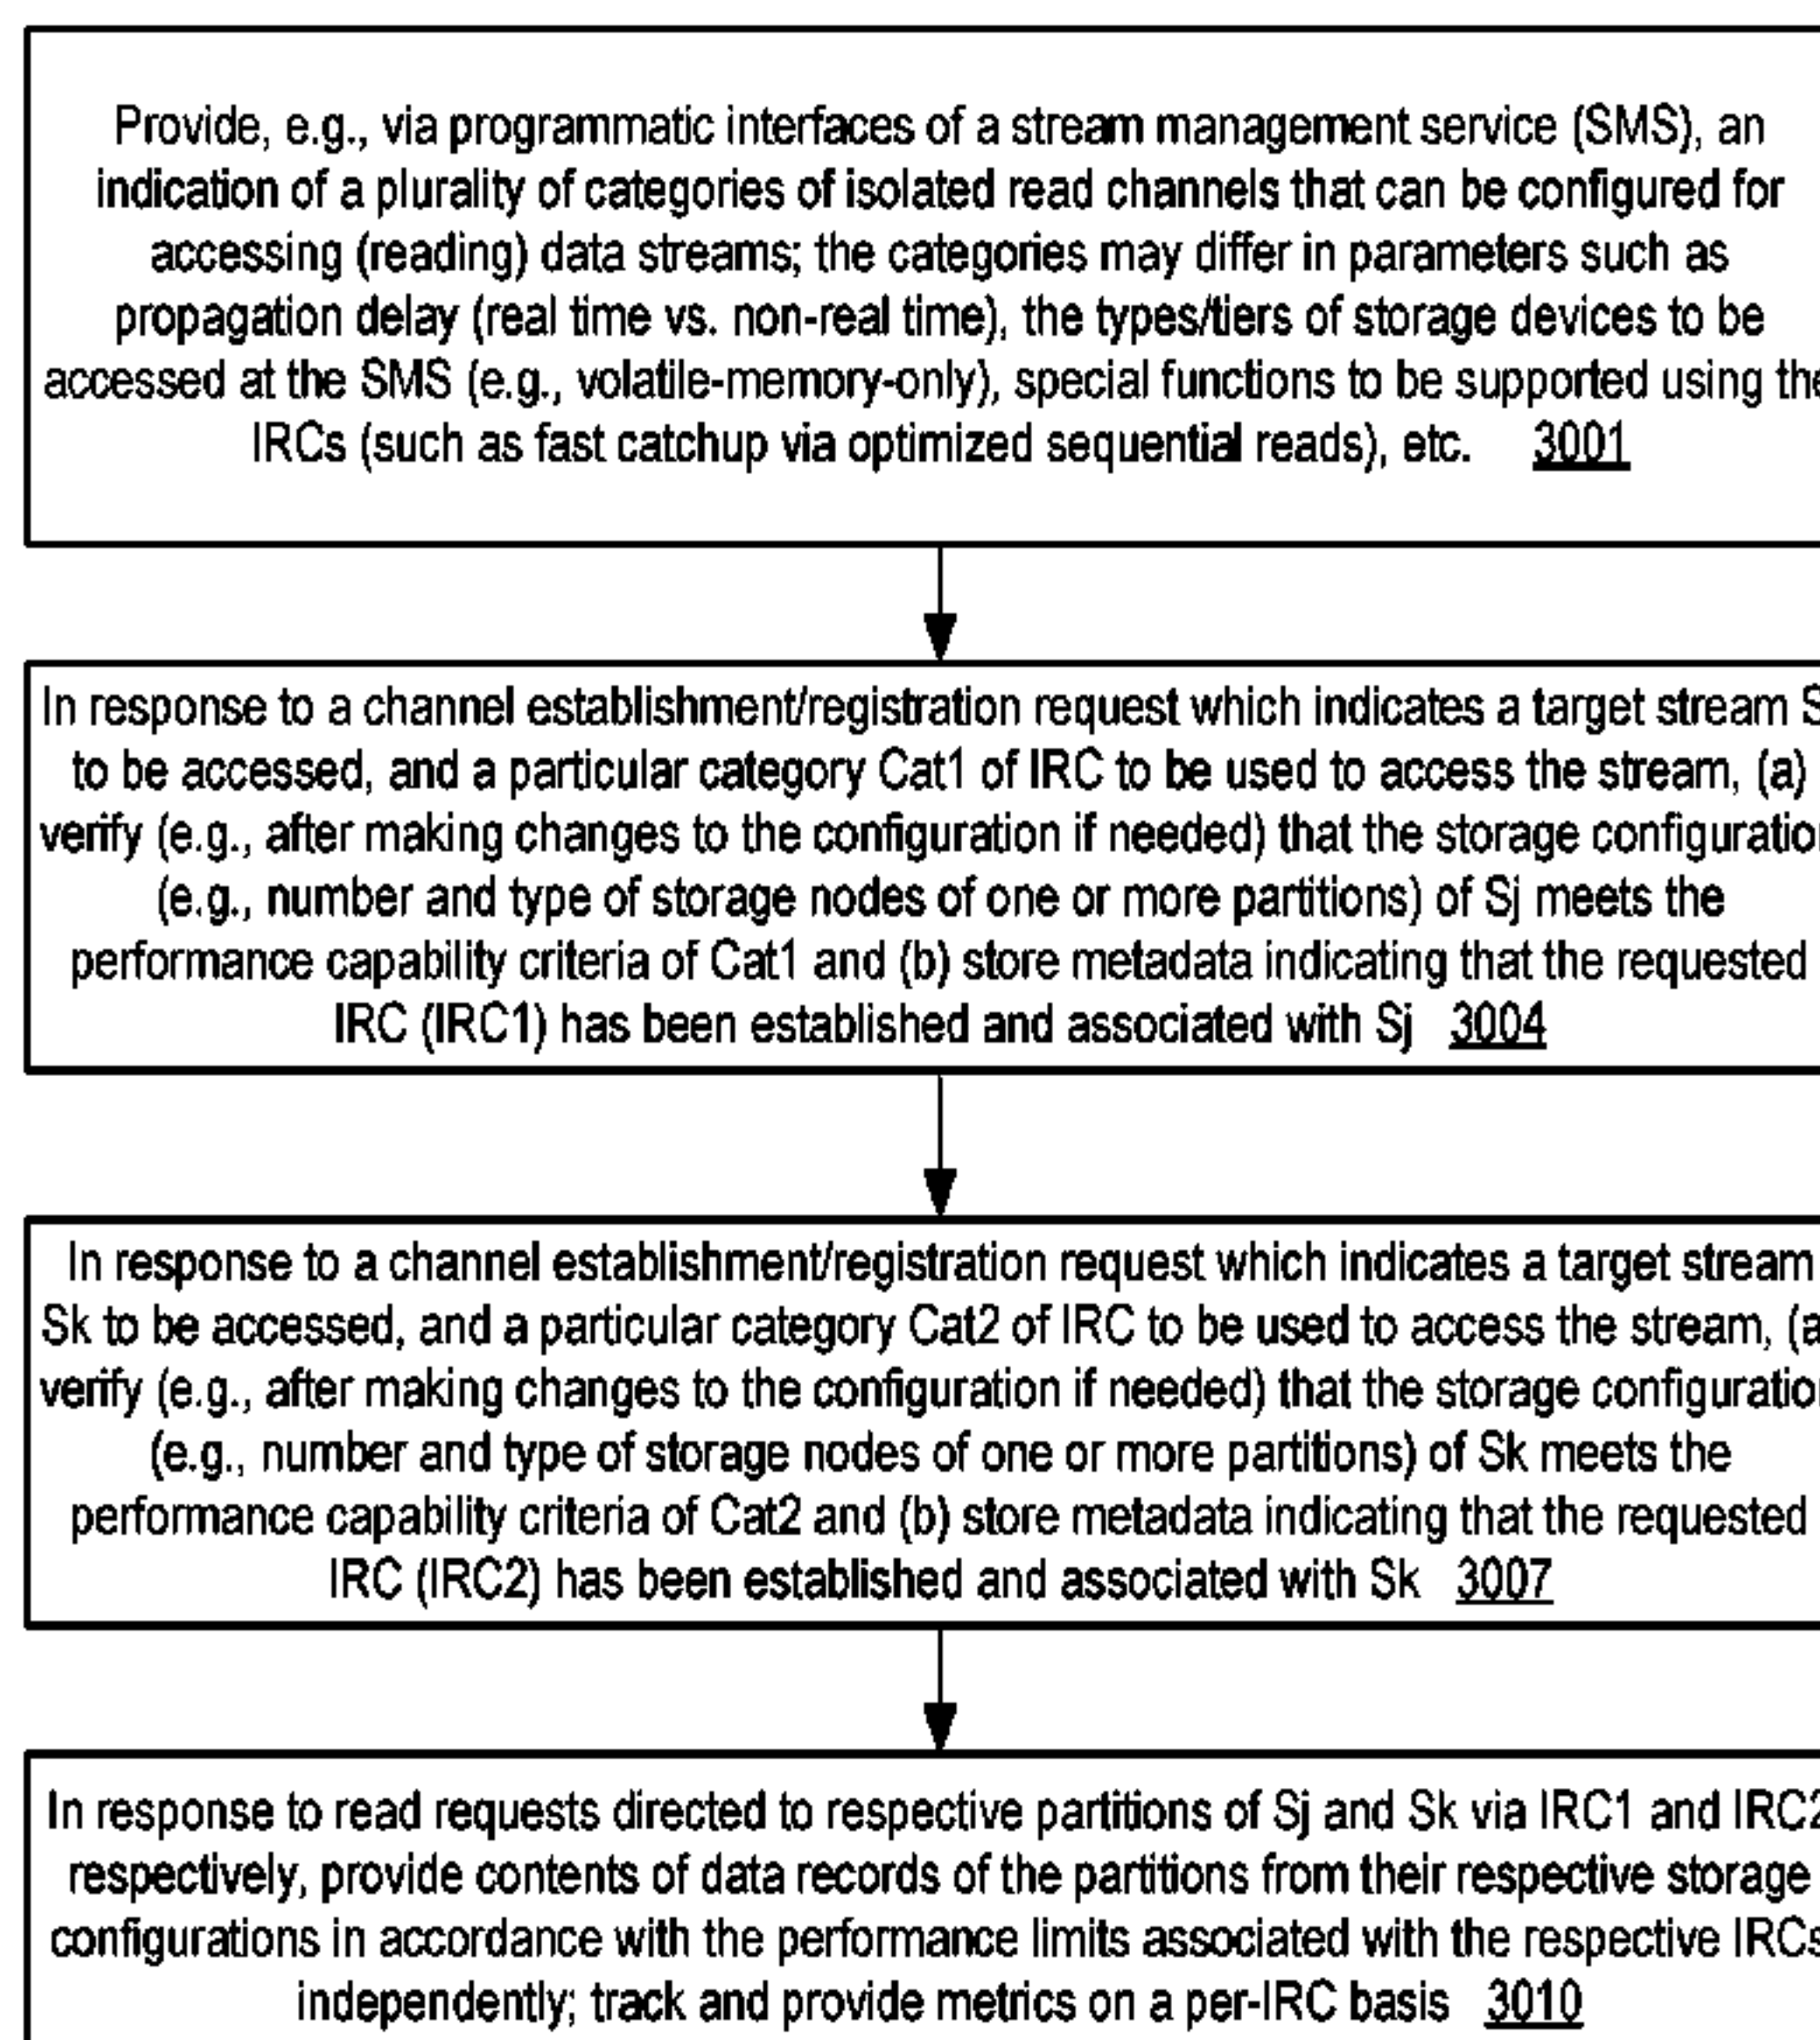 Provide, e.g., via programmatic interfaces of a stream management service (SMS), an
indication of a plurality of categories of isolated read channels that can be configured for
accessing (reading) data streams; the categories may differ in parameters such as
propagation delay (real time vs. non-real time), the types/tiers of storage devices to be
accessed at the SMS (e.g., volatile-memory-only), special functions to be supported using the
IRCs (such as fast catchup via optimized sequential reads), etc. 3001
In response to a channel establishment/registration request which indicates a target stream
to be accessed, and a particular category Cat1 of IRC to be used to access the stream, (a)
verify (e.g., after making changes to the configuration if needed) that the storage configuration
(e.g., number and type of storage nodes of one or more partitions) of Sj meets the
performance capability criteria of Cat1 and (b) store metadata indicating that the requested
IRC (IRC1) has been established and associated with Sj 3004
In response to a channel establishment/registration request which indicates a target stream
Sk to be accessed, and a particular category Cat2 of IRC to be used to access the stream, (a
verify (e.g., after making changes to the configuration if needed) that the storage configuration
(e.g., number and type of storage nodes of one or more partitions) of Sk meets the
performance capability criteria of Cat2 and (b) store metadata indicating that the requested
IRC (IRC2) has been established and associated with Sk 3007
In response to read requests directed to respective partitions of Sj and Sk via IRC1 and IRC2
respectively, provide contents of data records of the partitions from their respective storage
configurations in accordance with the performance limits associated with the respective IRCs
independently; track and provide metrics on a per-IRC basis 3010